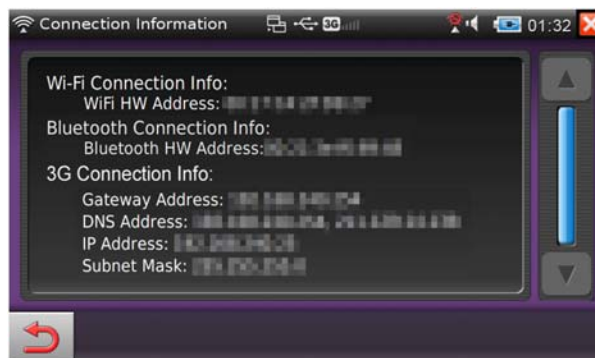 Connection Information 3G 01:32
Wi-Fi Connection Info:
WiFi HW Address:
Bluetooth Connection Info:
Bluetooth HW Address:
3G Connection Info:
Gateway Address:
DNS Address:
IP Address:
Subnet Mask: